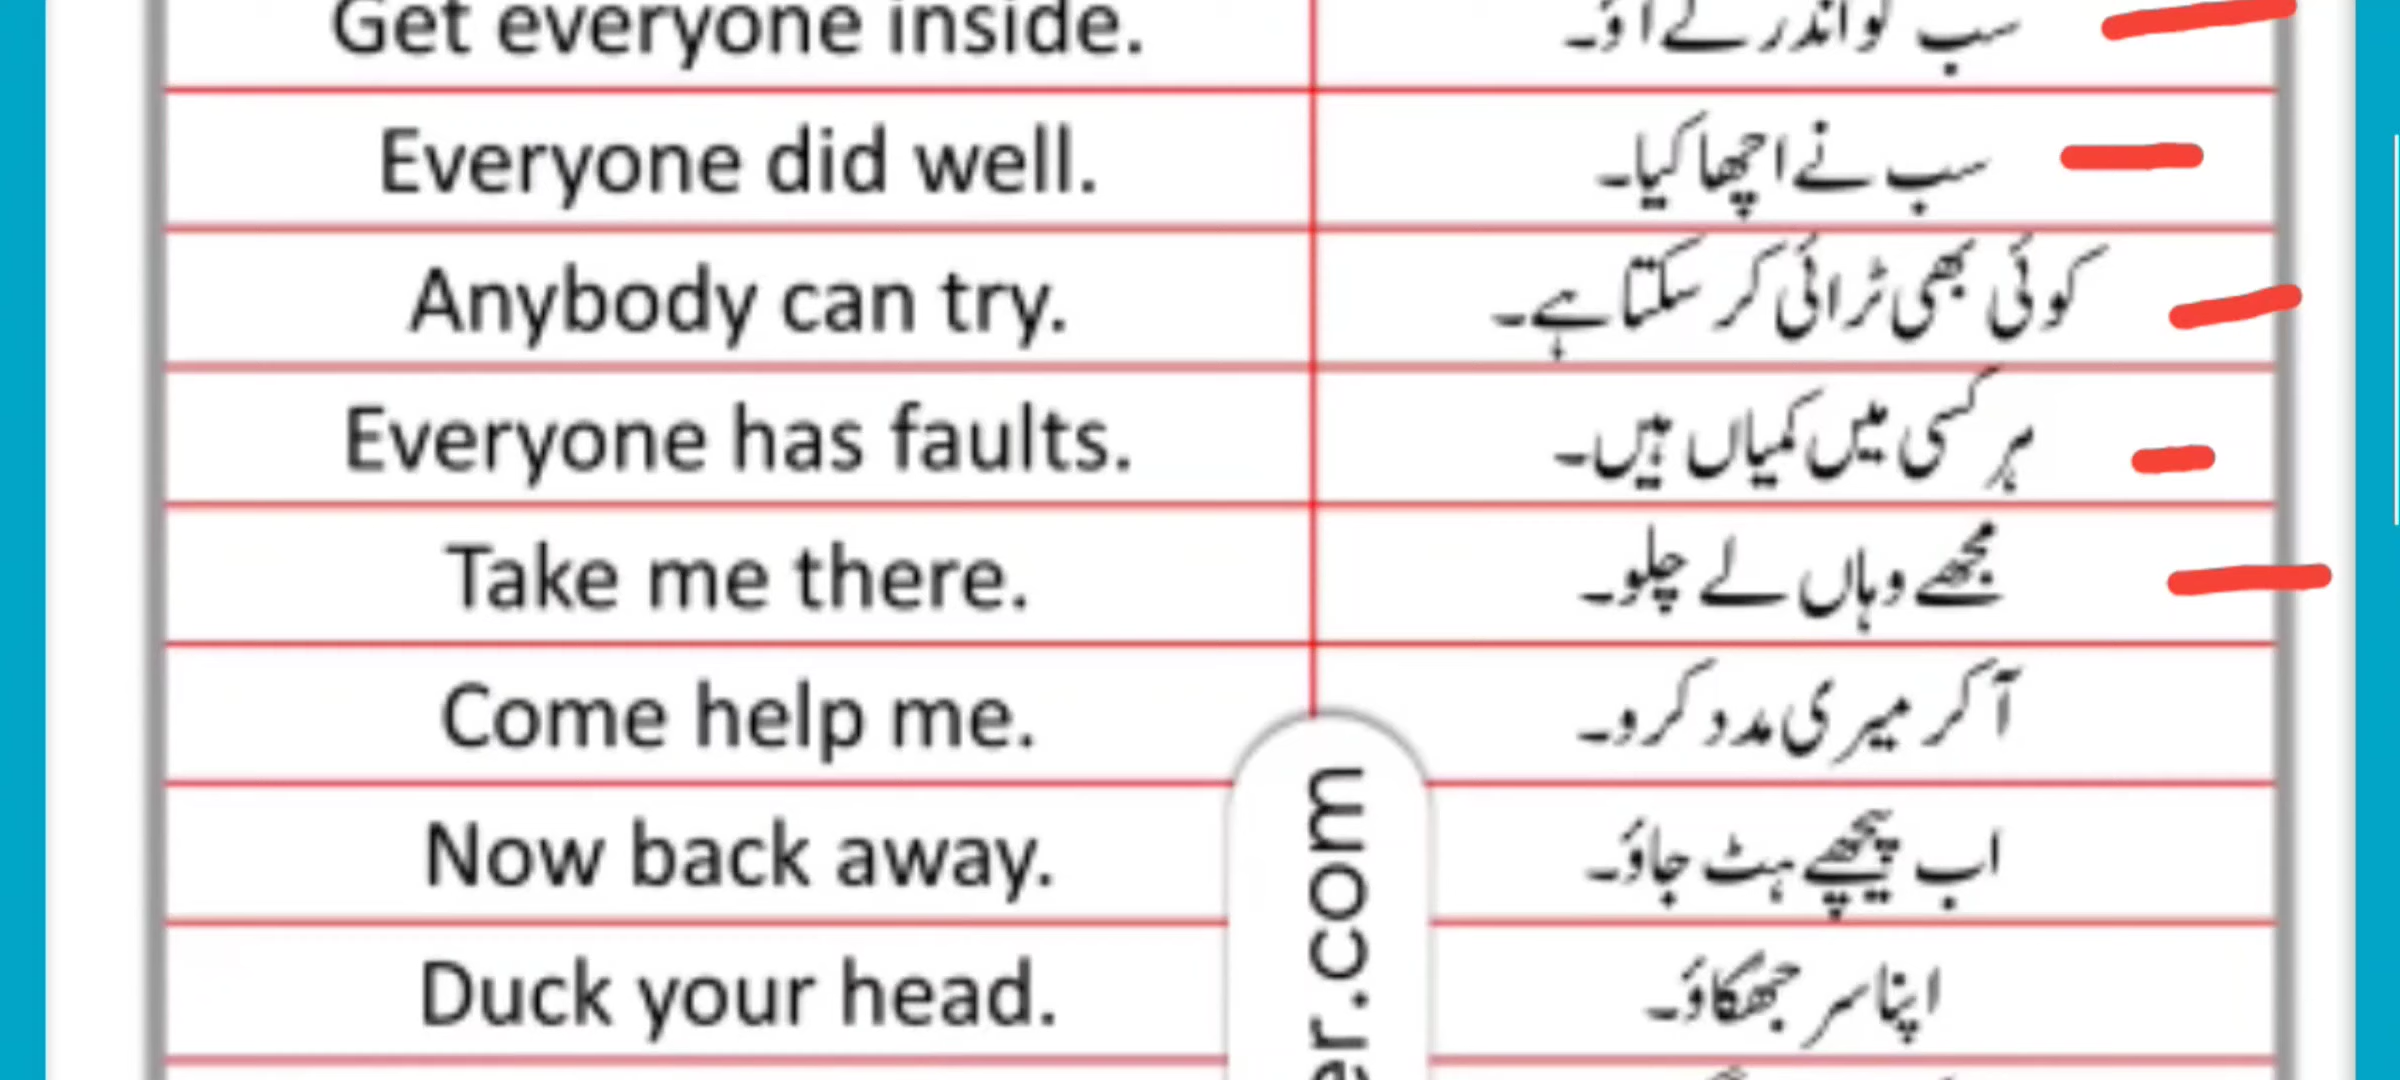 Get everyone inside. سب کو اندر لے آؤ۔
Everyone did well. سب نے اچھا کیا۔
Anybody can try. کوئی بھی ٹرائی کر سکتا ہے۔
Everyone has faults. ہر کسی میں کمیاں ہیں۔
Take me there. مجھے وہاں لے چلو۔
Come help me. آکر میری مدد کرو۔
Now back away. اب پیچھے ہٹ جاؤ۔
Duck your head. اپنا سر جھکاؤ۔
er.com